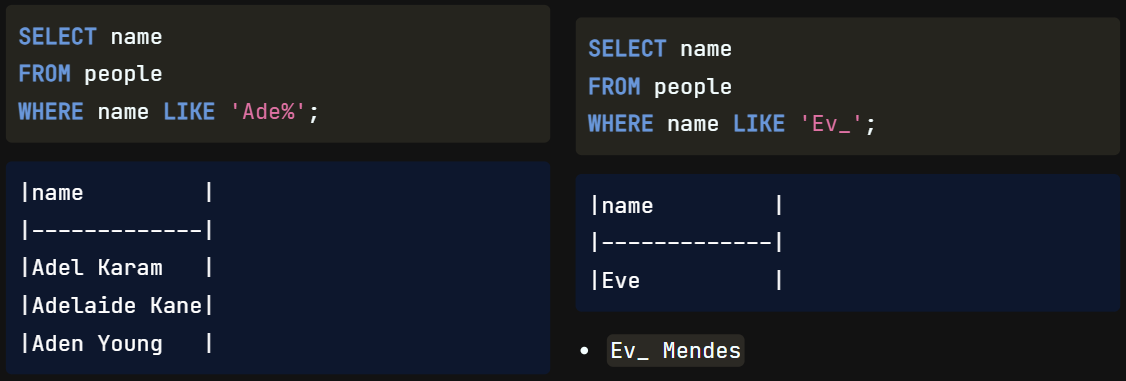 SELECT name
FROM people
WHERE name LIKE 'Ade%';
|name         |
|-------------|
|Adel Karam   |
|Adelaide Kane|
|Aden Young   |
SELECT name
FROM people
WHERE name LIKE 'Ev_';
|name         |
|-------------|
|Eve          |
• Ev_ Mendes